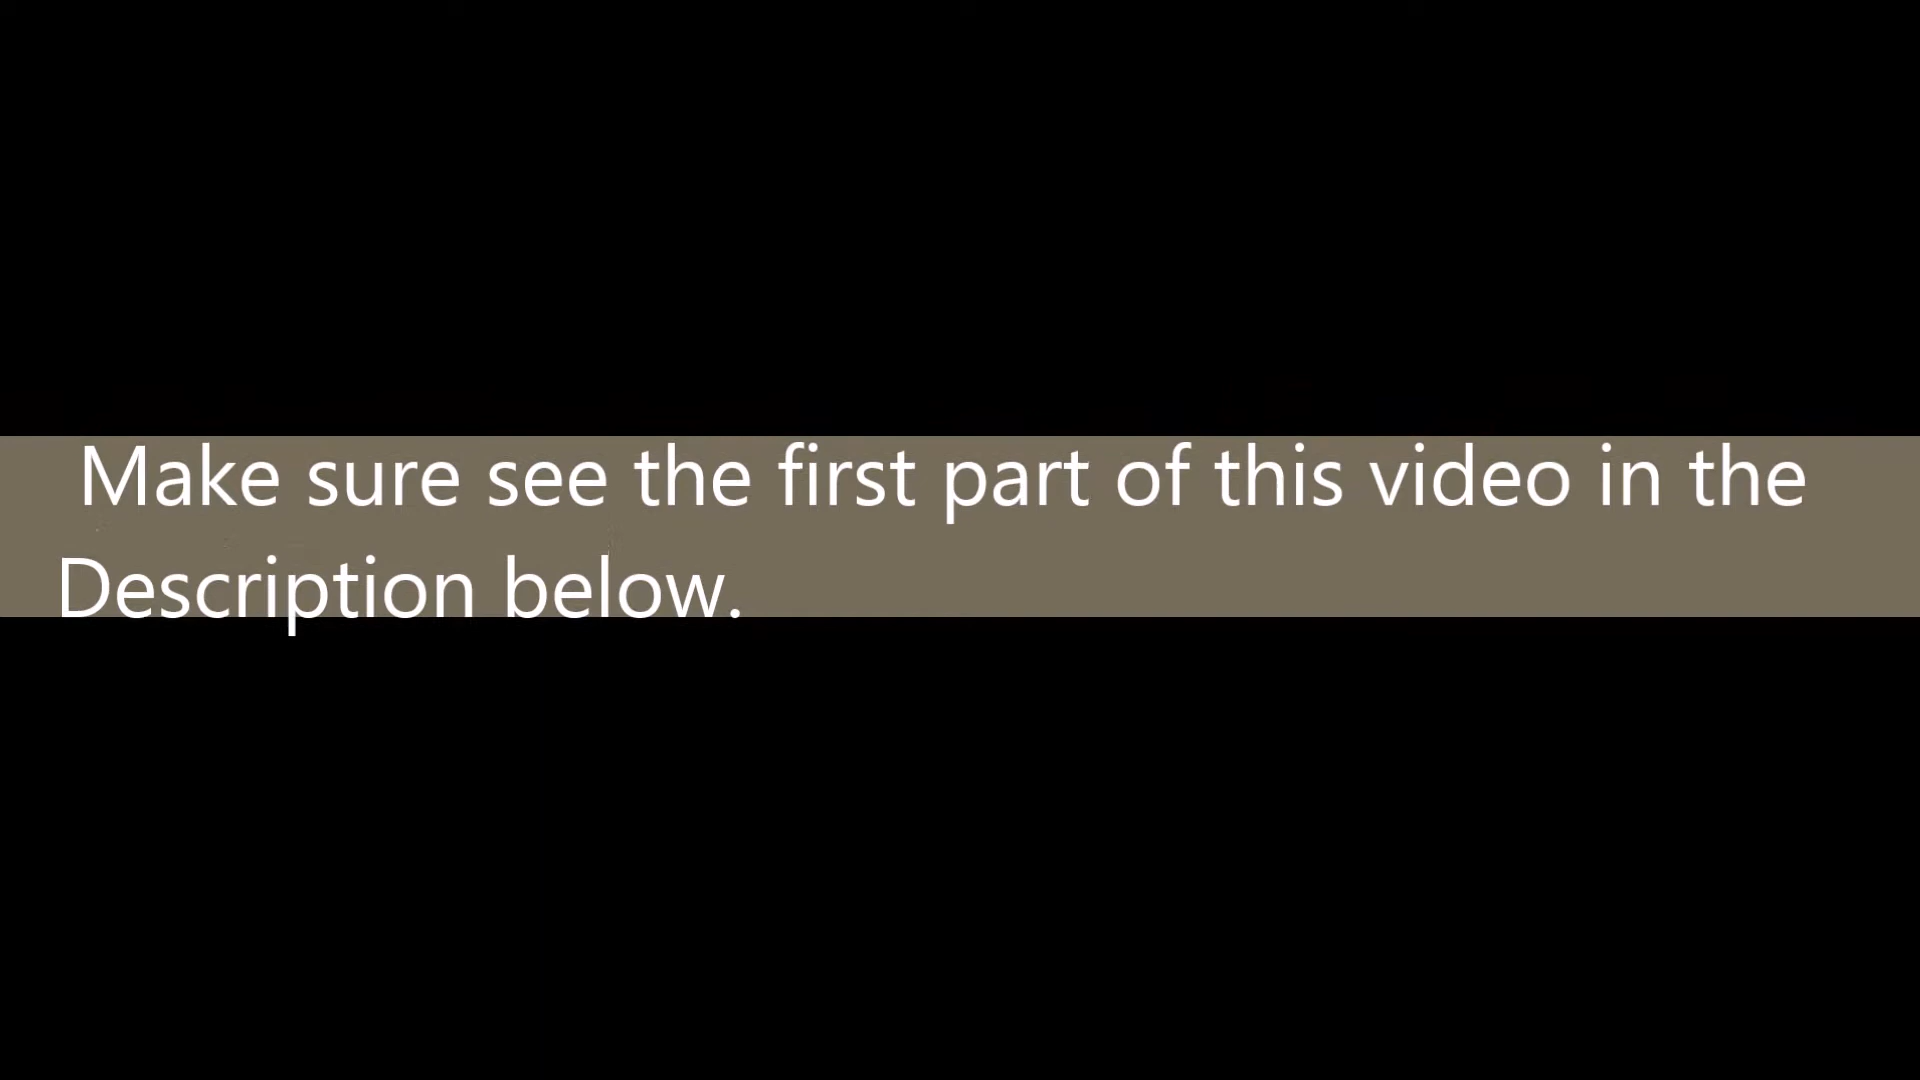 Make sure see the first part of this video in the
Description below.